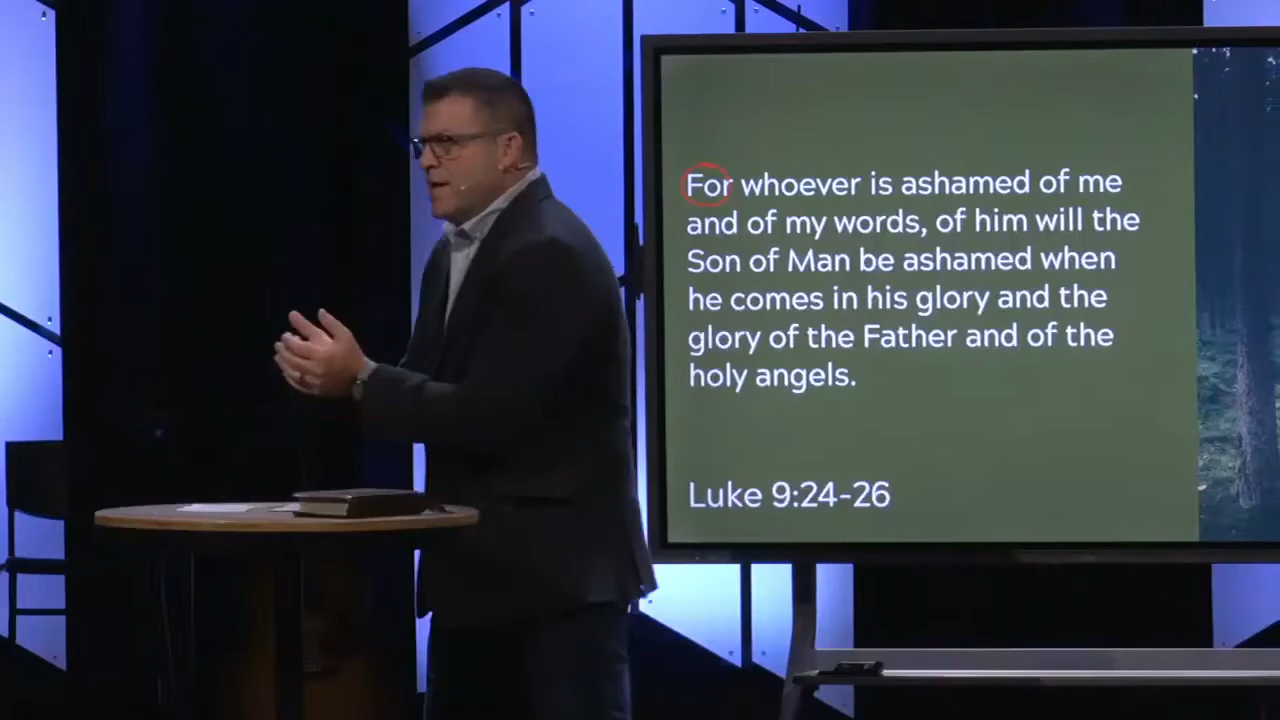 For whoever is ashamed of me
and of my words, of him will the
Son of Man be ashamed when
he comes in his glory and the
glory of the Father and of the
holy angels.
Luke 9:24-26